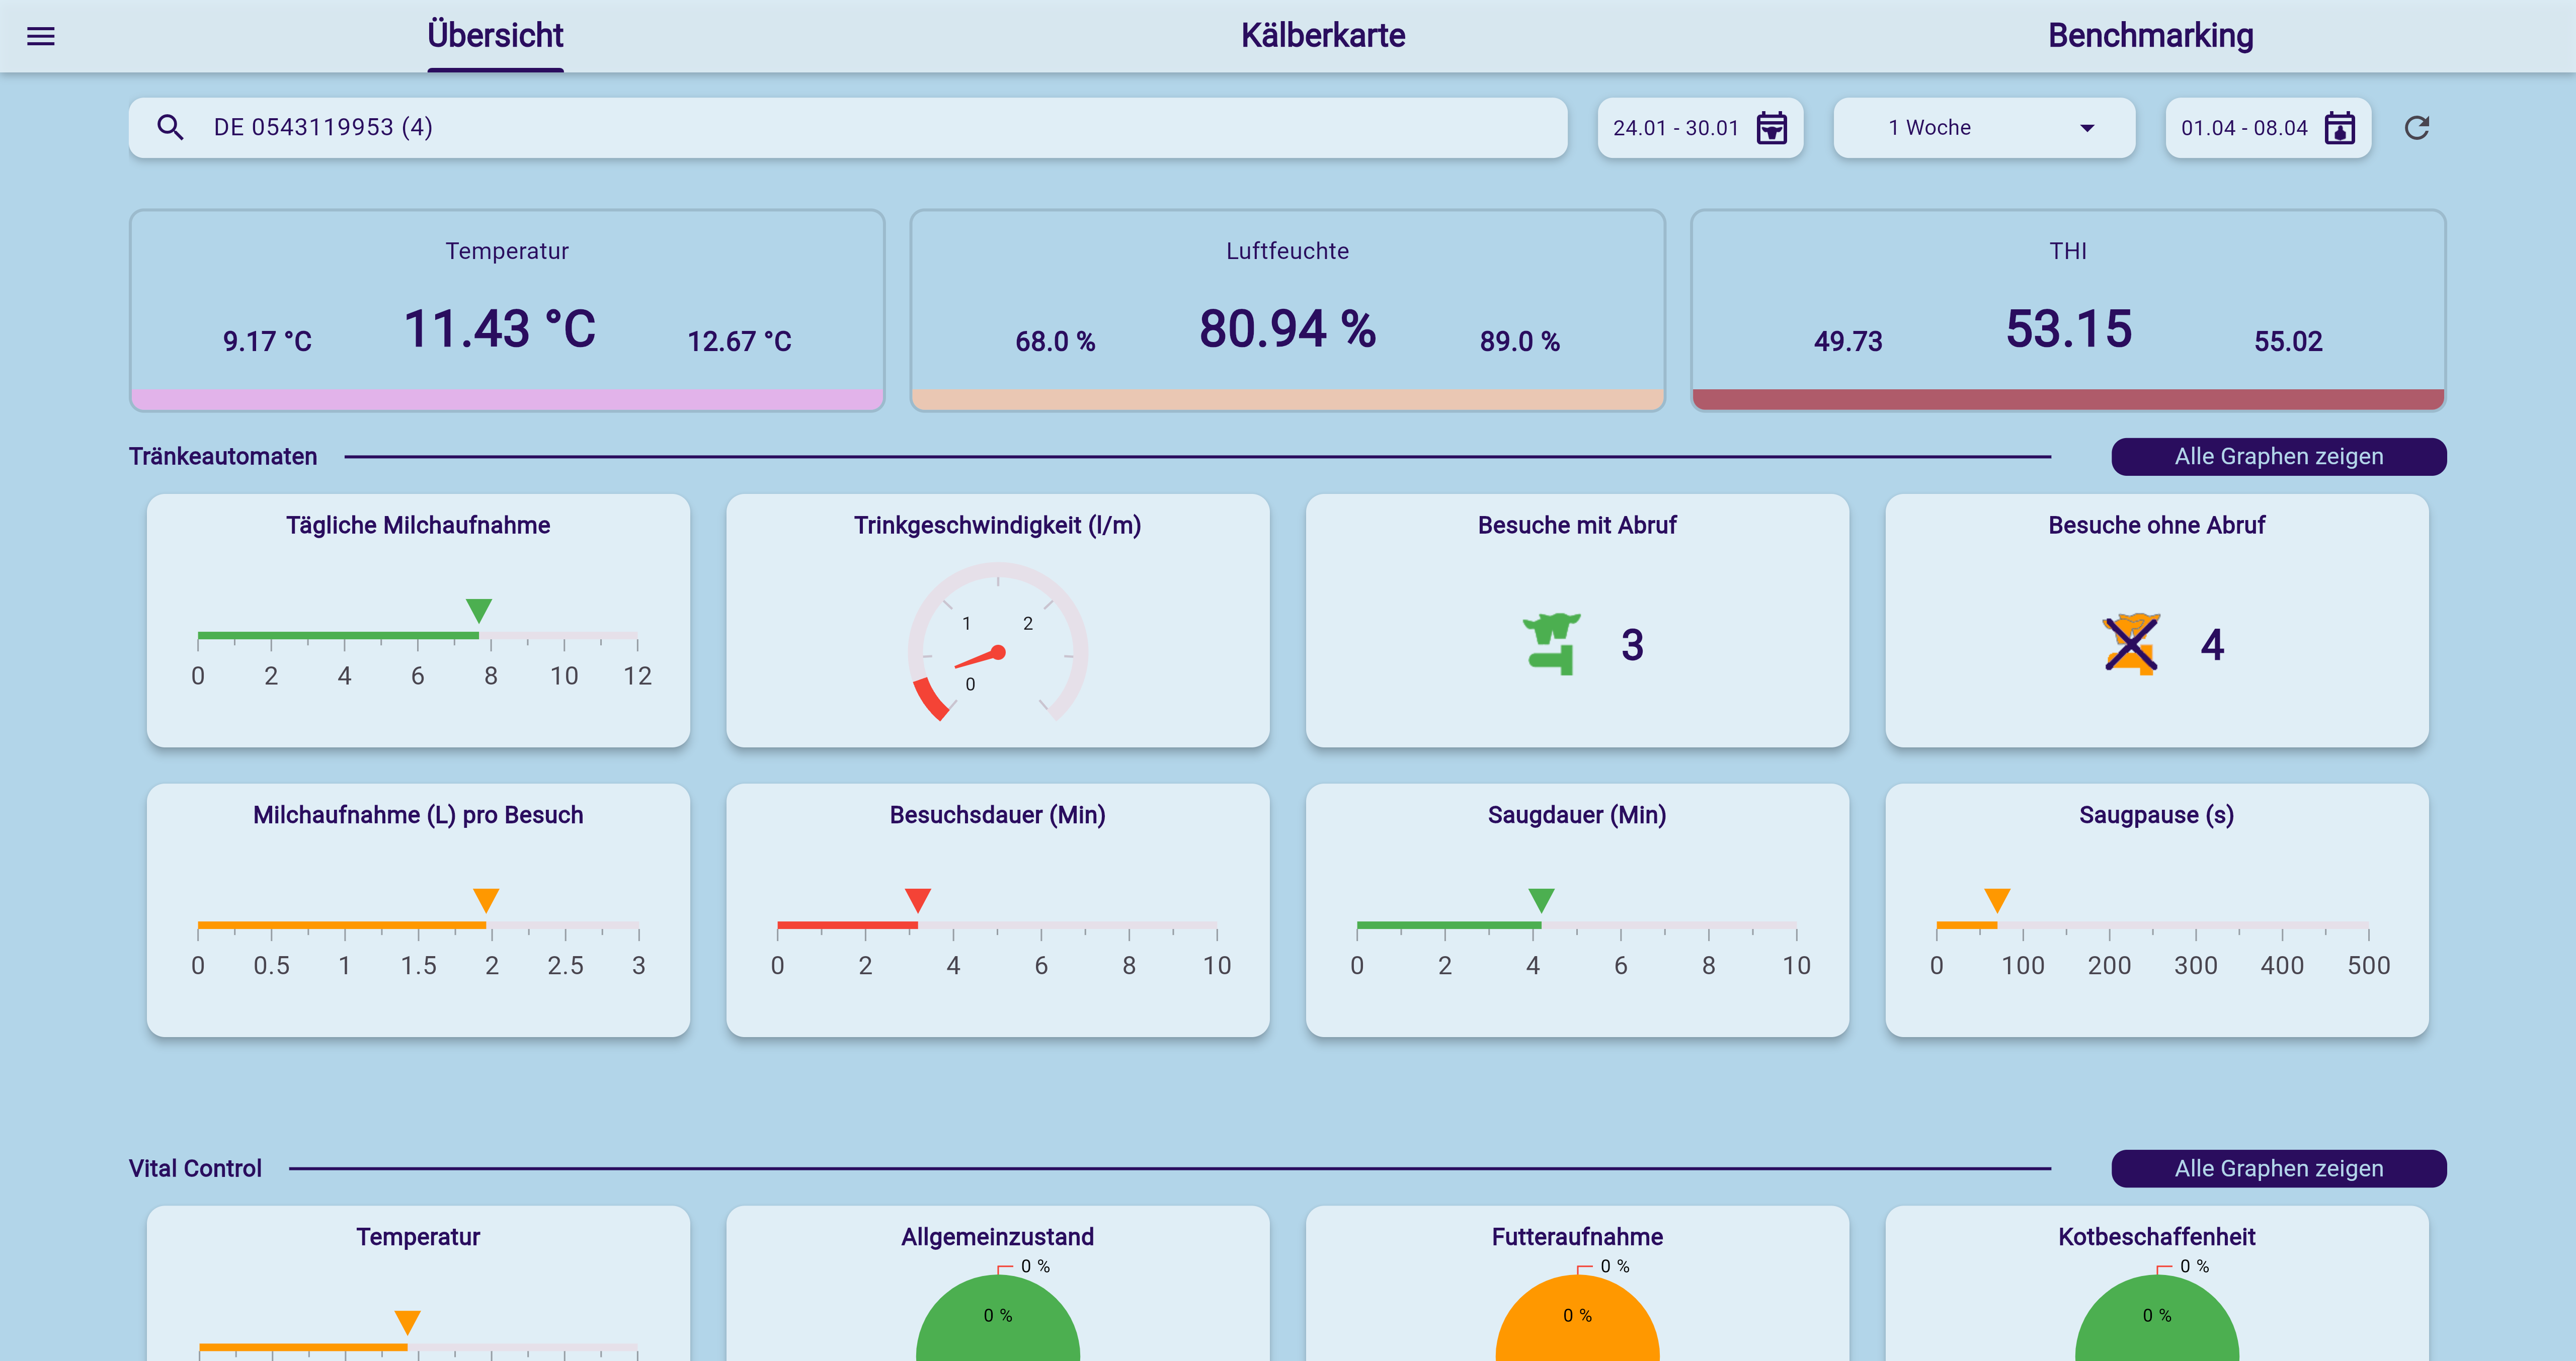 Übersicht Kälberkarte Benchmarking
DE 0543119953 (4) 24.01 - 30.01 1 Woche 01.04 - 08.04
Temperatur Luftfeuchte THI
9.17 °C 11.43 °C 12.67 °C 68.0 % 80.94 % 89.0 % 49.73 53.15 55.02
Tränkeautomaten Alle Graphen zeigen
Tägliche Milchaufnahme
0 2 4 6 8 10 12
Trinkgeschwindigkeit (l/m)
1 2
0
Besuche mit Abruf
3
Besuche ohne Abruf
4
Milchaufnahme (L) pro Besuch
0 0.5 1 1.5 2 2.5 3
Besuchsdauer (Min)
0 2 4 6 8 10
Saugdauer (Min)
0 2 4 6 8 10
Saugpause (s)
0 100 200 300 400 500
Vital Control Alle Graphen zeigen
Temperatur
Allgemeinzustand
0 %
0 %
Futteraufnahme
0 %
0 %
Kotbeschaffenheit
0 %
0 %